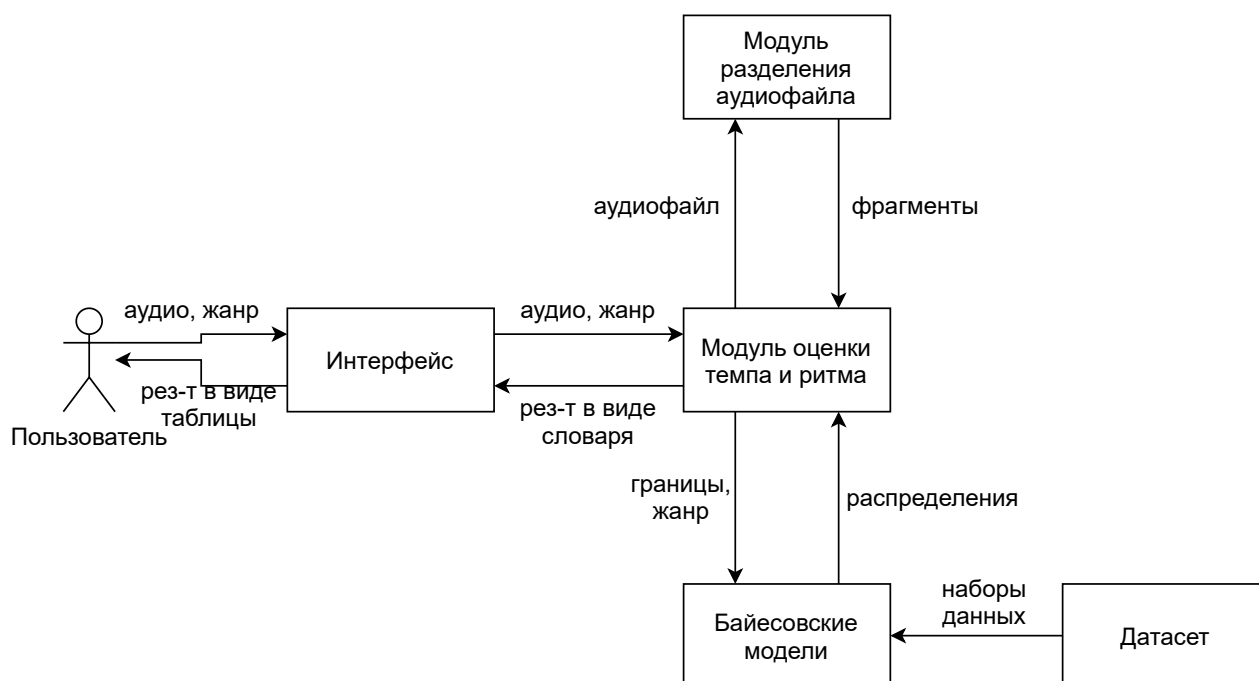 Модуль
разделения
аудиофайла
аудиофайл
фрагменты
аудио, жанр
аудио, жанр
Интерфейс
Модуль оценки
темпа и ритма
рез-т в виде
таблицы
рез-т в виде
словаря
Пользователь
границы,
жанр
распределения
Байесовские
модели
наборы
данных
Датасет